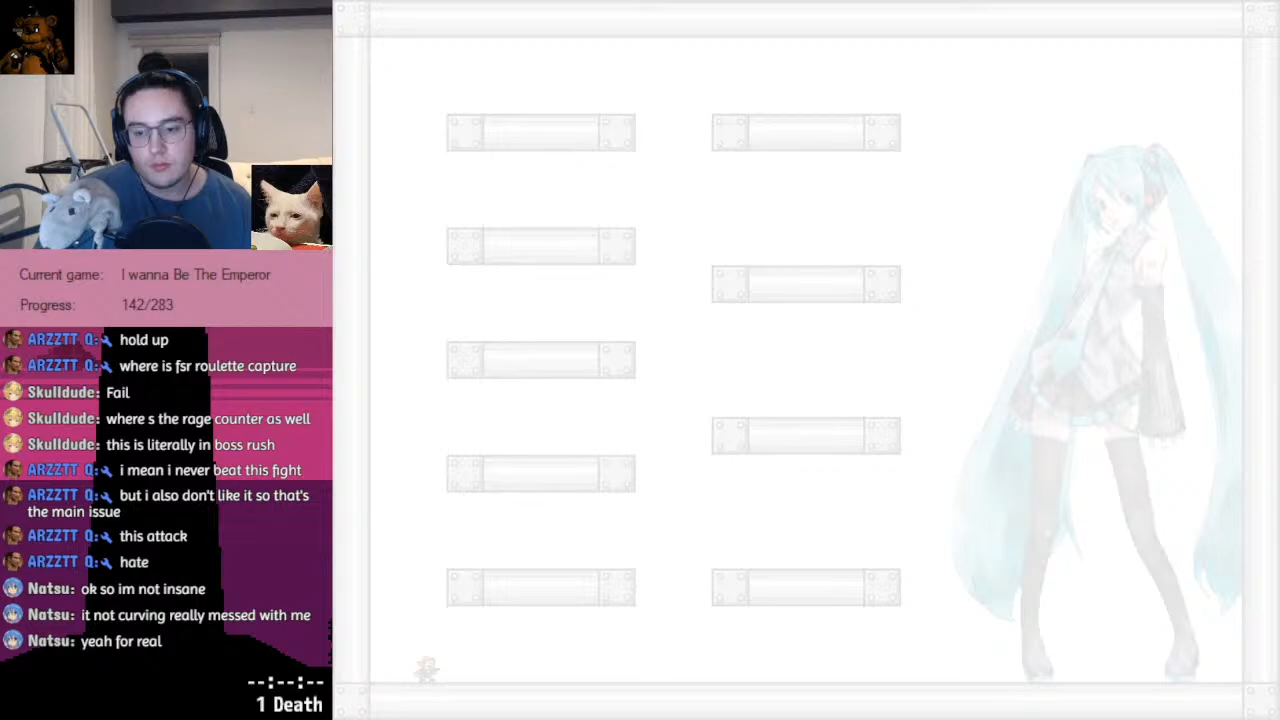 Current game: I wanna Be The Emperor
Progress: 142/283
ARZZTT Q: hold up
ARZZTT Q: where is fsr roulette capture
Skulldude: Fail
Skulldude: where s the rage counter as well
Skulldude: this is literally in boss rush
ARZZTT Q: i mean i never beat this fight
ARZZTT Q: but i also don't like it so that's
the main issue
ARZZTT Q: this attack
ARZZTT Q: hate
Natsu: ok so im not insane
Natsu: it not curving really messed with me
Natsu: yeah for real
--:--:--
1 Death